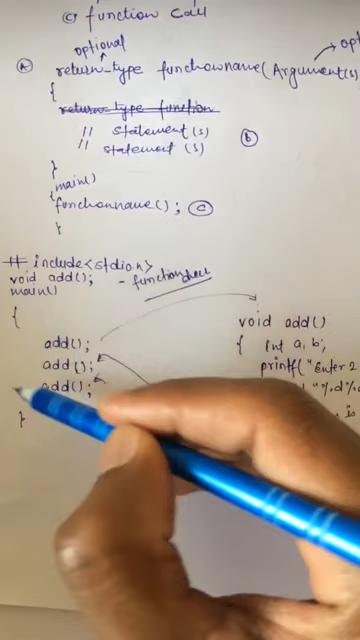 © function call
optional
Ⓐ return-type functionname (Argument(s)
{
return-type function
// statement(s) ⓑ
// statement(s)
}
main()
{
functionname(); ©
}
# include<stdio.h>
void add(); - function decl
main()
{
add();
add();
add();
}
void add()
{ int a, b;
printf("Enter 2
"%d%
is